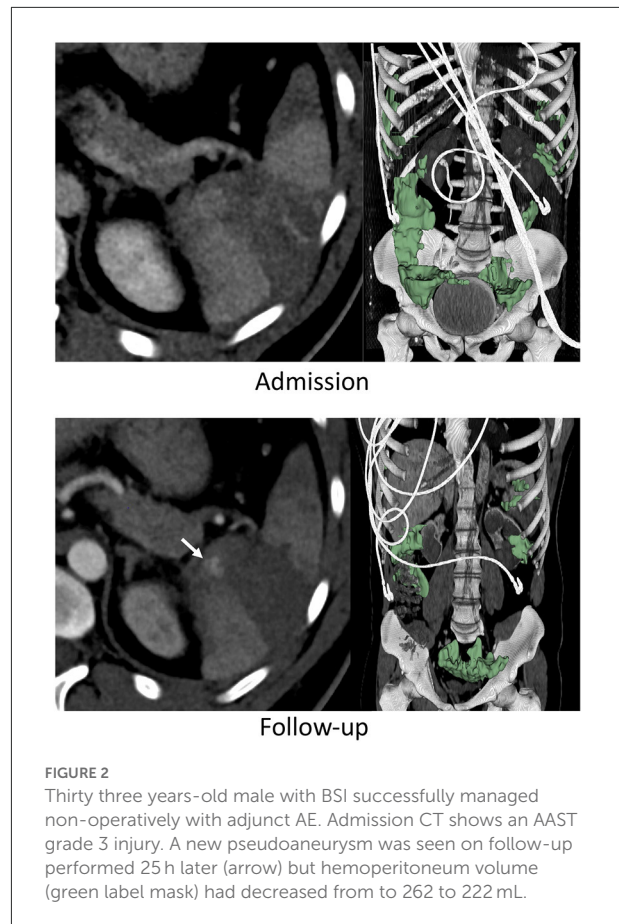 Admission
Follow-up
FIGURE 2
Thirty three years-old male with BSI successfully managed
non-operatively with adjunct AE. Admission CT shows an AAST
grade 3 injury. A new pseudoaneurysm was seen on follow-up
performed 25 h later (arrow) but hemoperitoneum volume
(green label mask) had decreased from to 262 to 222 mL.